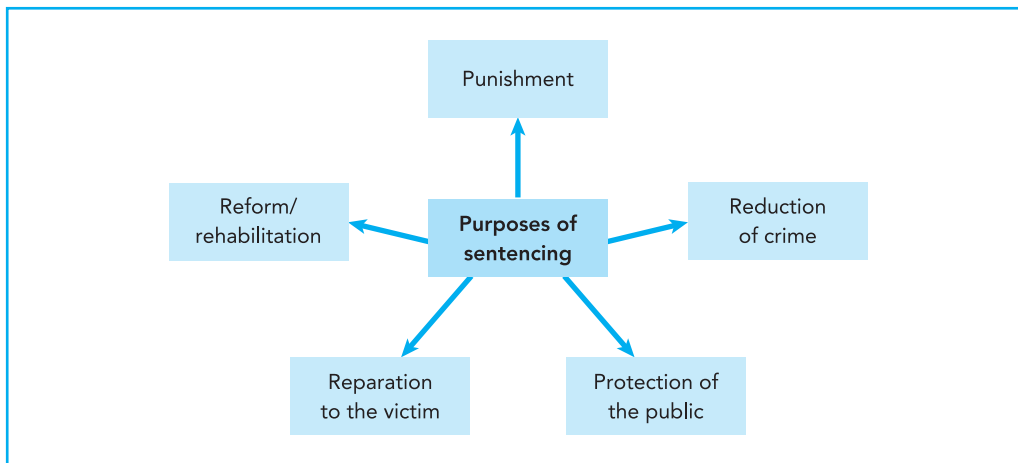 Punishment
Reform/
rehabilitation
Purposes of
sentencing
Reduction
of crime
Reparation
to the victim
Protection of
the public